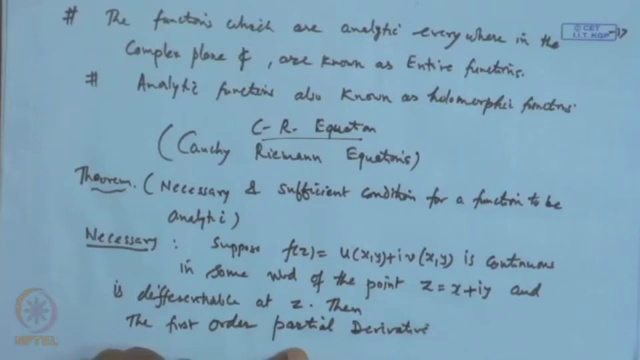 # The functions which are analytic everywhere in the
Complex plane ¢, are known as Entire functions.
# Analytic functions also known as holomorphic functions
C-R. Equation
(Cauchy Riemann Equations)
Theorem. (Necessary & sufficient condition for a function to be
analytic)
Necessary : Suppose f(z) = u(x,y)+iv(x,y) is continuous
in some nbd of the point z = x+iy and
is differentiable at z. Then
The first order partial Derivative
© CET
I.I.T. KGP
NPTEL